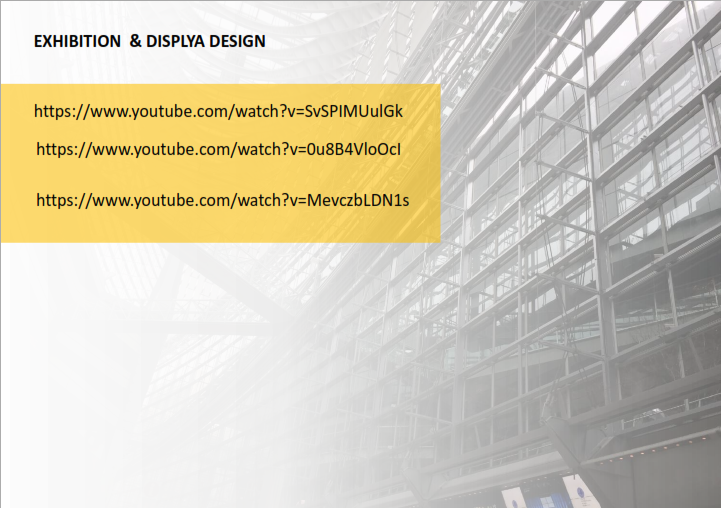 EXHIBITION & DISPLYA DESIGN
https://www.youtube.com/watch?v=SvSPIMUulGk
https://www.youtube.com/watch?v=0u8B4VloOcI
https://www.youtube.com/watch?v=MevczbLDN1s